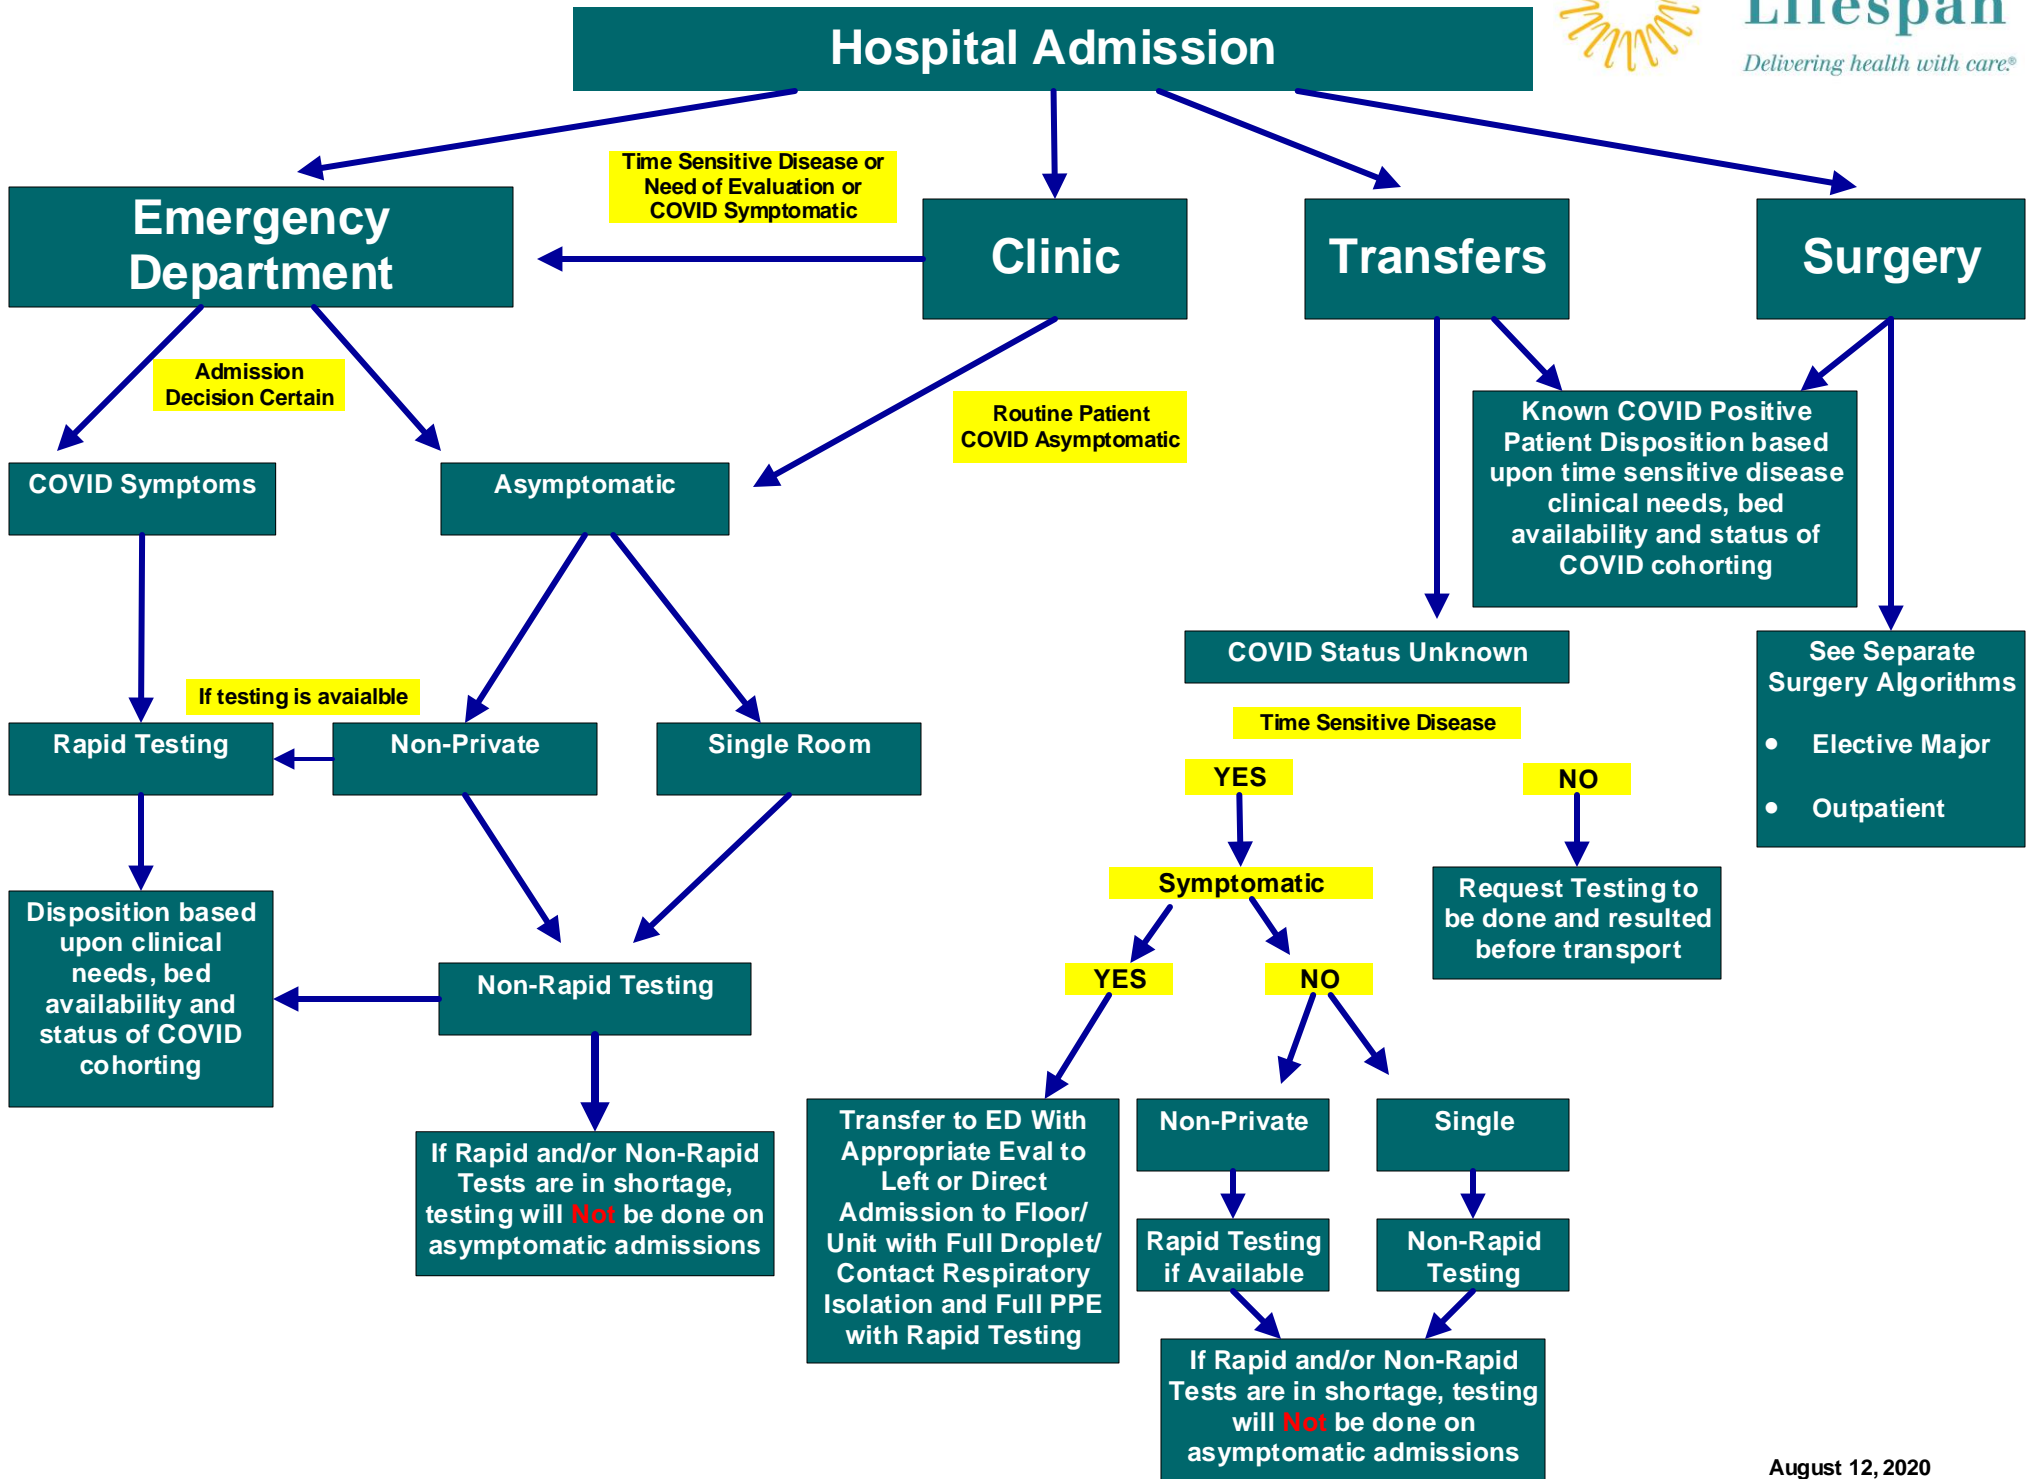 Lifespan
Delivering health with care.®
Hospital Admission
Time Sensitive Disease or
Need of Evaluation or
COVID Symptomatic
Emergency
Department
Clinic
Transfers
Surgery
Admission
Decision Certain
Routine Patient
COVID Asymptomatic
Known COVID Positive
Patient Disposition based
upon time sensitive disease
clinical needs, bed
availability and status of
COVID cohorting
COVID Symptoms
Asymptomatic
COVID Status Unknown
See Separate
Surgery Algorithms
• Elective Major
• Outpatient
If testing is avaialble
Time Sensitive Disease
Rapid Testing
Non-Private
Single Room
YES
NO
Symptomatic
Request Testing to
be done and resulted
before transport
Disposition based
upon clinical
needs, bed
availability and
status of COVID
cohorting
Non-Rapid Testing
YES
NO
If Rapid and/or Non-Rapid
Tests are in shortage,
testing will Not be done on
asymptomatic admissions
Transfer to ED With
Appropriate Eval to
Left or Direct
Admission to Floor/
Unit with Full Droplet/
Contact Respiratory
Isolation and Full PPE
with Rapid Testing
Non-Private
Single
Rapid Testing
if Available
Non-Rapid
Testing
If Rapid and/or Non-Rapid
Tests are in shortage, testing
will Not be done on
asymptomatic admissions
August 12, 2020